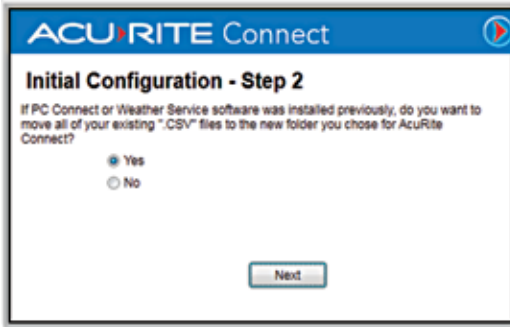 ACURITE Connect
Initial Configuration - Step 2
If PC Connect or Weather Service software was installed previously, do you want to
move all of your existing ".CSV" files to the new folder you chose for AcuRite
Connect?
Yes
No
Next